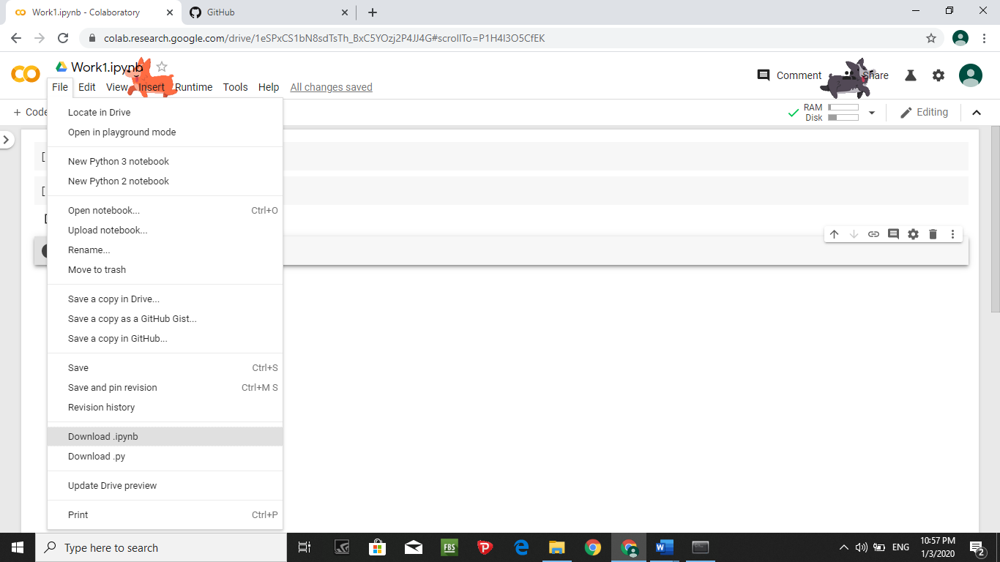 Work1.ipynb - Colaboratory
GitHub
colab.research.google.com/drive/1eSPxCS1bN8sdTsTh_BxC5YOzj2P4JJ4G#scrollTo=P1H4I3O5CfEK
Work1.ipynb
Comment Share
File Edit View Insert Runtime Tools Help All changes saved
+ Code
RAM
Disk
Editing
Locate in Drive
Open in playground mode
New Python 3 notebook
[
New Python 2 notebook
[
Open notebook... Ctrl+O
[
Upload notebook...
Rename...
Move to trash
Save a copy in Drive...
Save a copy as a GitHub Gist...
Save a copy in GitHub...
Save Ctrl+S
Save and pin revision Ctrl+M S
Revision history
Download .ipynb
Download .py
Update Drive preview
Print Ctrl+P
Type here to search
FBS
ENG
10:57 PM
1/3/2020
2